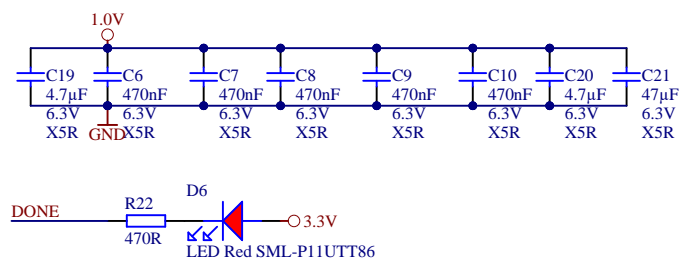 1.0V
C19 C6 C7 C8 C9 C10 C20 C21
4.7µF 470nF 470nF 470nF 470nF 470nF 4.7µF 47µF
6.3V 6.3V 6.3V 6.3V 6.3V 6.3V 6.3V 6.3V
X5R GND X5R X5R X5R X5R X5R X5R X5R
D6
DONE R22 3.3V
470R
LED Red SML-P11UTT86